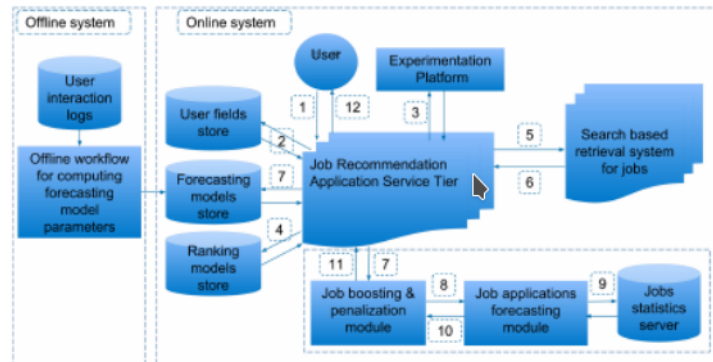 Offline system
Online system
User
interaction
logs
Offline workflow
for computing
forecasting
model
parameters
User
1
12
Experimentation
Platform
3
User fields
store
2
Job Recommendation
Application Service Tier
5
6
Search based
retrieval system
for jobs
Forecasting
models
store
7
4
Ranking
models
store
11
7
Job boosting &
penalization
module
8
10
Job applications
forecasting
module
9
Jobs
statistics
server